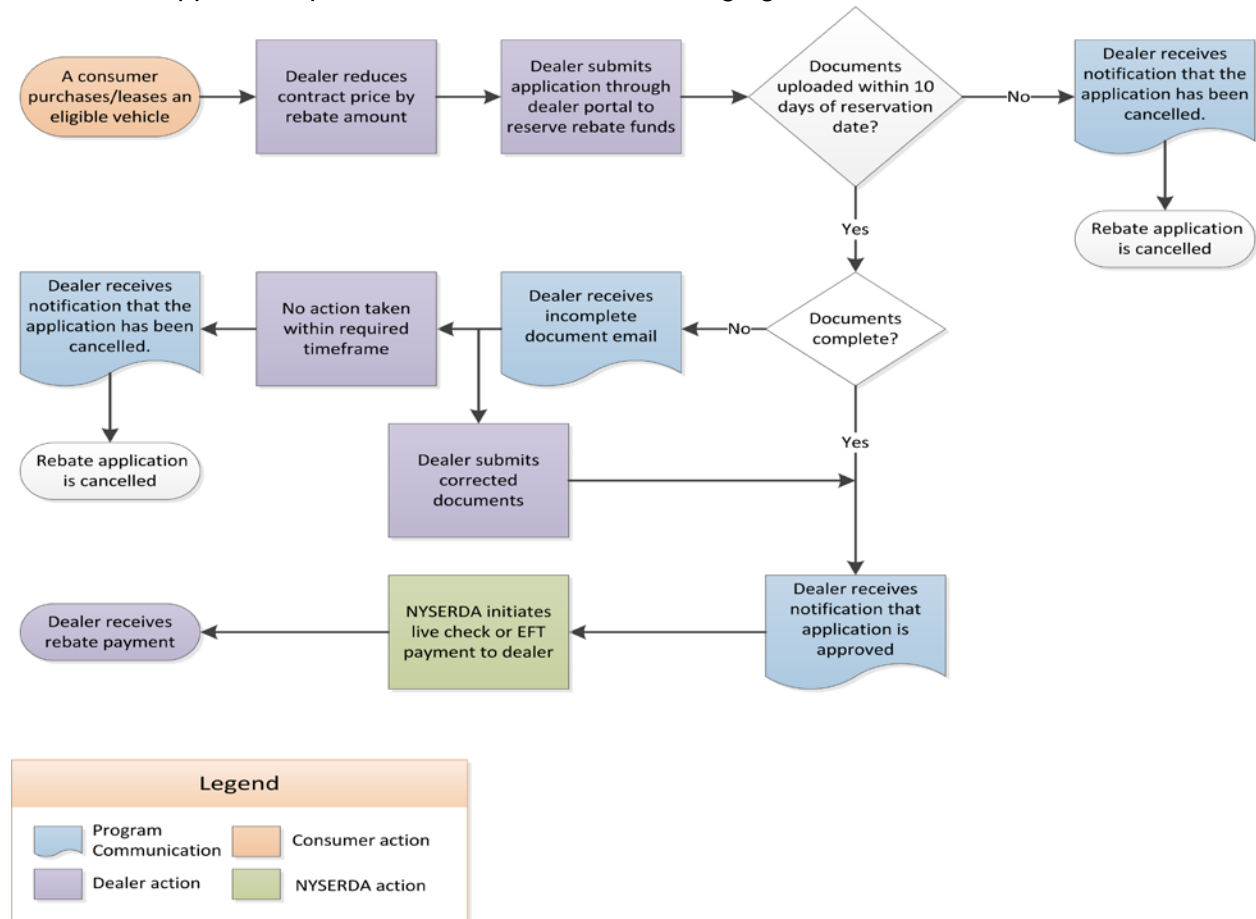 A consumer
purchases/leases an
eligible vehicle
Dealer reduces
contract price by
rebate amount
Dealer submits
application through
dealer portal to
reserve rebate funds
Documents
uploaded within 10
days of reservation
date?
No
Dealer receives
notification that the
application has been
cancelled.
Yes
Rebate application
is cancelled
Dealer receives
notification that the
application has been
cancelled.
No action taken
within required
timeframe
Dealer receives
incomplete
document email
No
Documents
complete?
Rebate application
is cancelled
Dealer submits
corrected
documents
Yes
Dealer receives
rebate payment
NYSERDA initiates
live check or EFT
payment to dealer
Dealer receives
notification that
application is
approved
Legend
Program
Communication
Consumer action
Dealer action
NYSERDA action